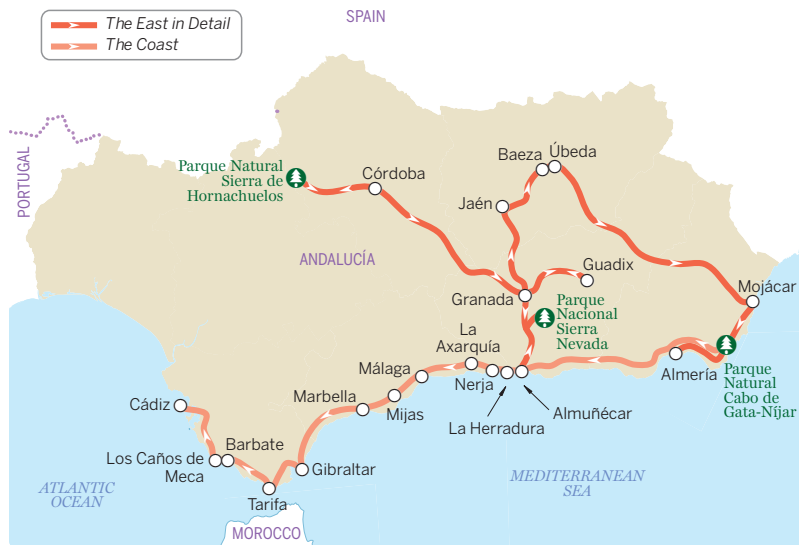 The East in Detail
The Coast
SPAIN
PORTUGAL
Parque Natural
Sierra de
Hornachuelos
Córdoba
Baeza
Úbeda
Jaén
ANDALUCÍA
Guadix
Granada
Mojácar
Parque
Nacional
Sierra
Nevada
La
Axarquía
Málaga
Nerja
Almería
Parque
Natural
Cabo de
Gata-Níjar
Marbella
Mijas
Cádiz
La Herradura
Almuñécar
Barbate
Los Caños de
Meca
Gibraltar
Tarifa
ATLANTIC
OCEAN
MEDITERRANEAN
SEA
MOROCCO